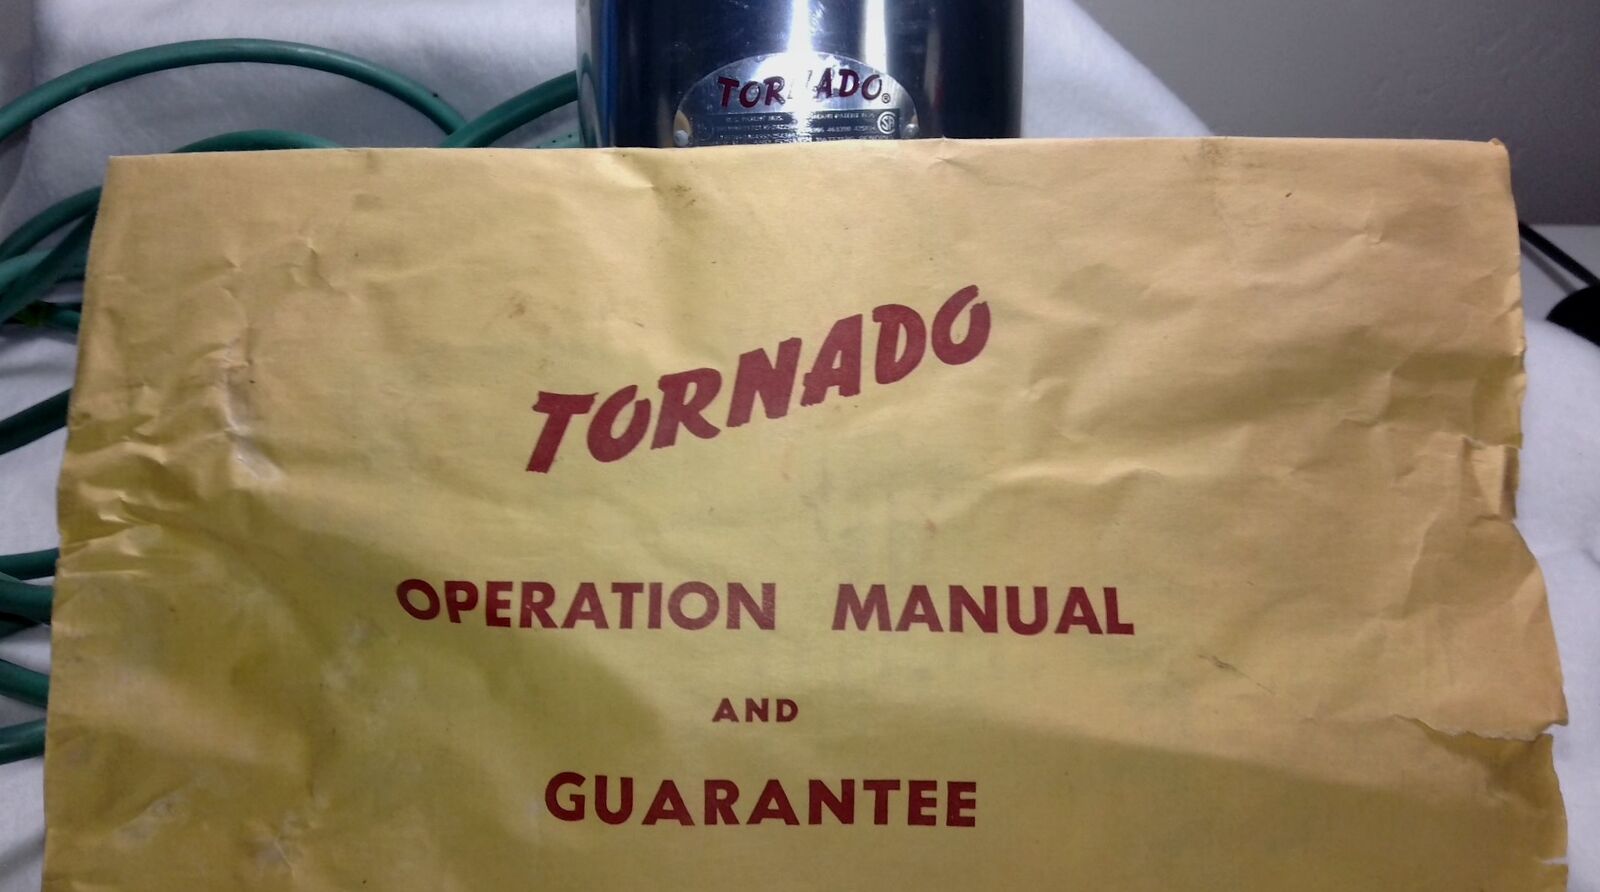 TORNADO®
TORNADO
OPERATION MANUAL
AND
GUARANTEE